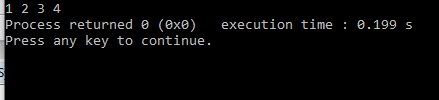 1 2 3 4
Process returned 0 (0x0)   execution time : 0.199 s
Press any key to continue.